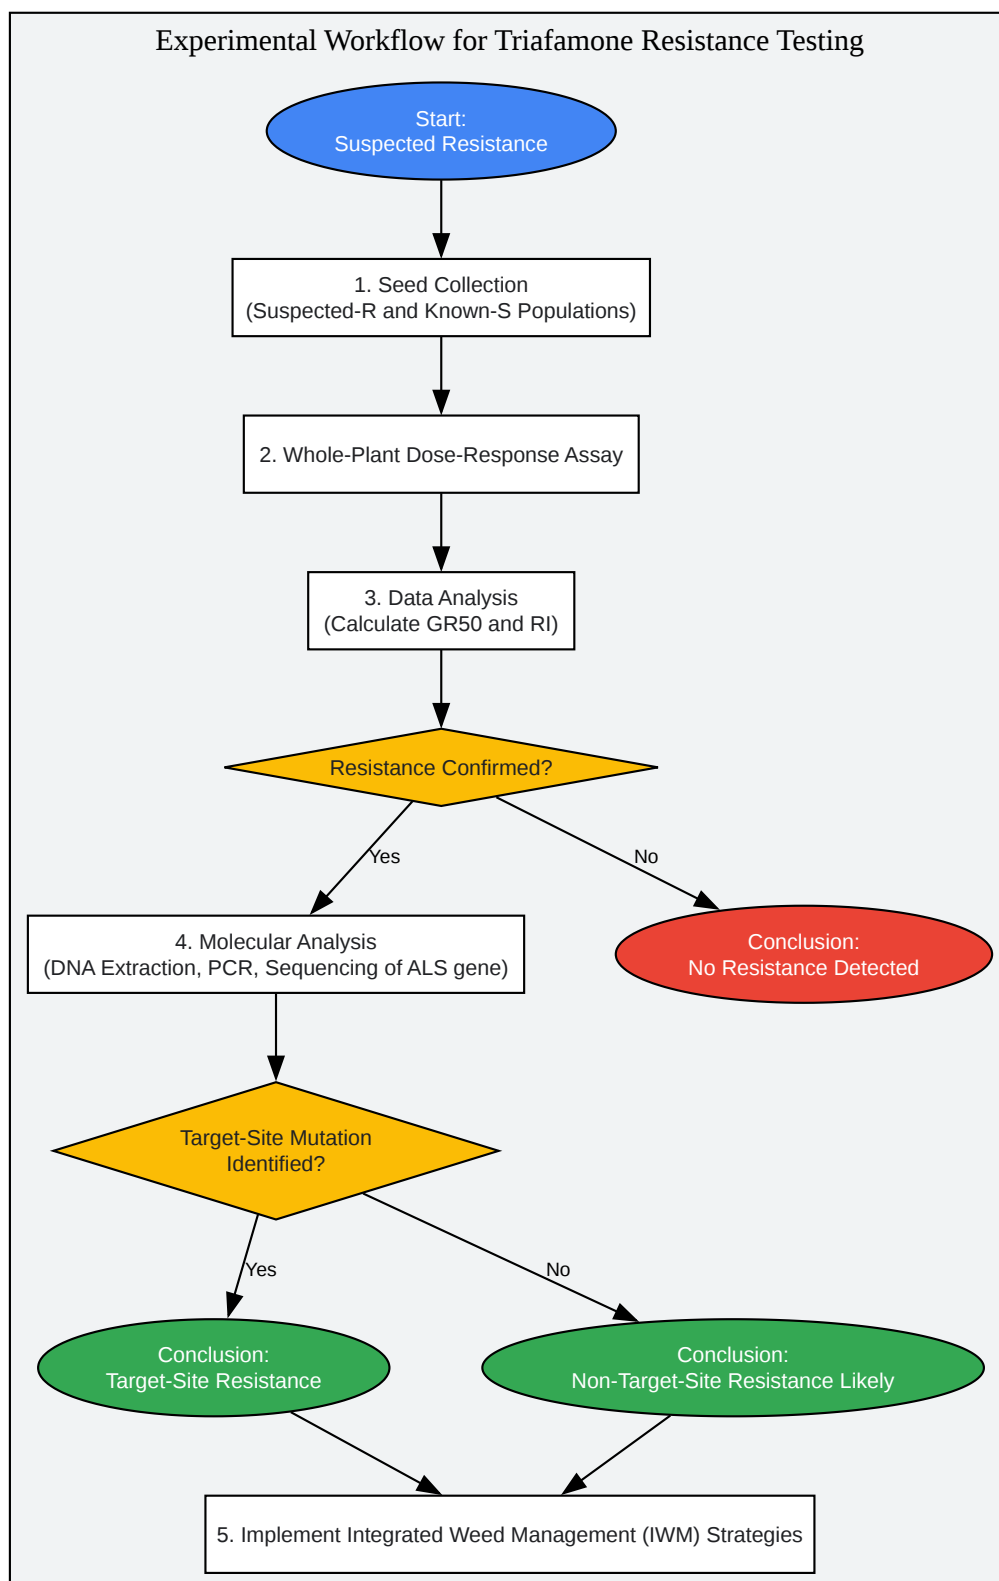 Experimental Workflow for Triafamone Resistance Testing
Start:
Suspected Resistance
1. Seed Collection
(Suspected-R and Known-S Populations)
2. Whole-Plant Dose-Response Assay
3. Data Analysis
(Calculate GR50 and RI)
Resistance Confirmed?
Yes
No
4. Molecular Analysis
(DNA Extraction, PCR, Sequencing of ALS gene)
Conclusion:
No Resistance Detected
Target-Site Mutation
Identified?
Yes
No
Conclusion:
Target-Site Resistance
Conclusion:
Non-Target-Site Resistance Likely
5. Implement Integrated Weed Management (IWM) Strategies